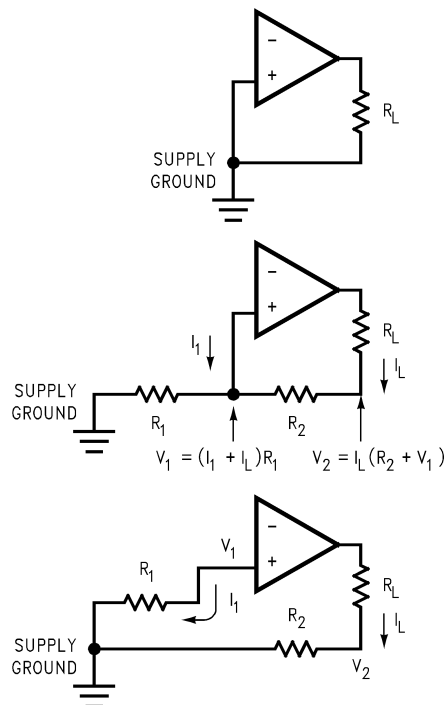 −
+
R_L
SUPPLY
GROUND
−
+
I_1
R_L
I_L
SUPPLY
GROUND
R_1
R_2
V_1 = (I_1 + I_L)R_1
V_2 = I_L(R_2 + V_1)
−
+
V_1
R_1
I_1
R_L
R_2
I_L
SUPPLY
GROUND
V_2